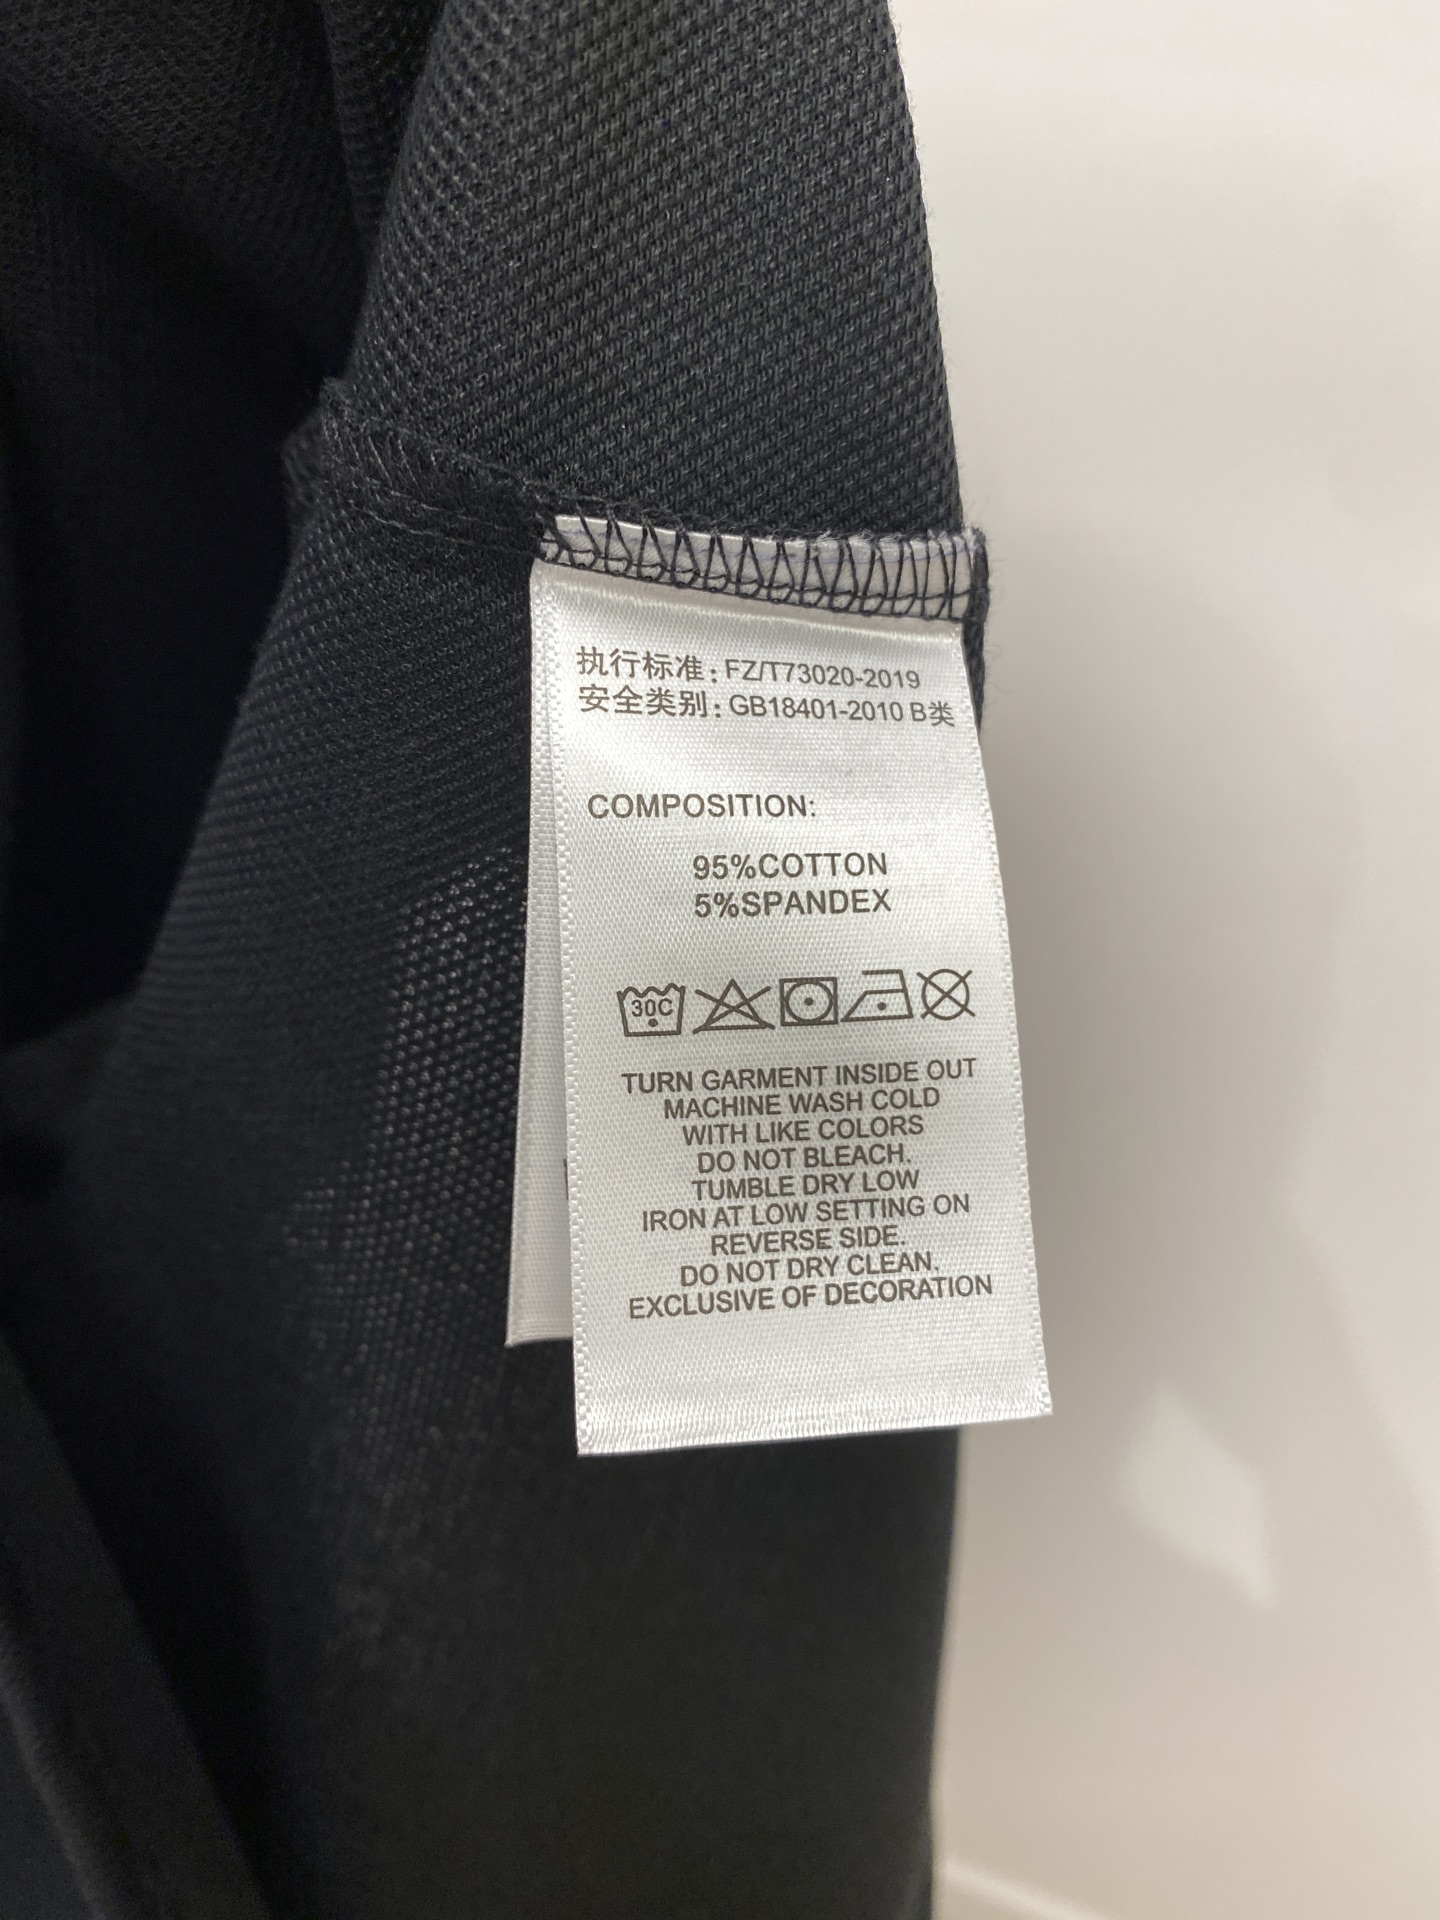 执行标准: FZ/T73020-2019
安全类别: GB18401-2010 B类
COMPOSITION:
95%COTTON
5%SPANDEX
30C
TURN GARMENT INSIDE OUT
MACHINE WASH COLD
WITH LIKE COLORS
DO NOT BLEACH.
TUMBLE DRY LOW
IRON AT LOW SETTING ON
REVERSE SIDE.
DO NOT DRY CLEAN.
EXCLUSIVE OF DECORATION